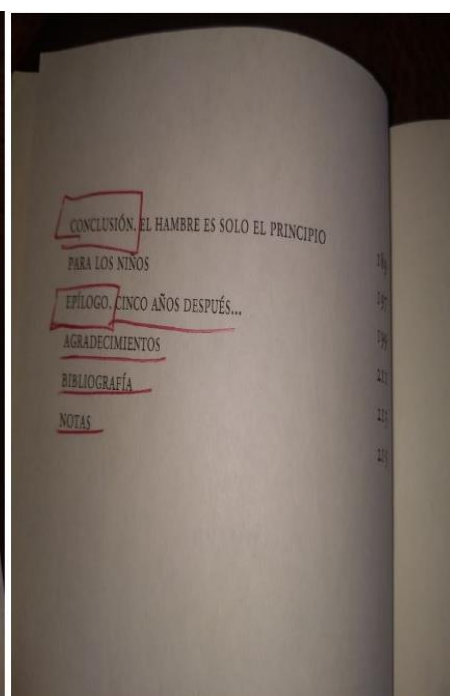 CONCLUSIÓN. EL HAMBRE ES SOLO EL PRINCIPIO
PARA LOS NIÑOS
EPÍLOGO. CINCO AÑOS DESPUÉS...
AGRADECIMIENTOS
BIBLIOGRAFÍA
NOTAS